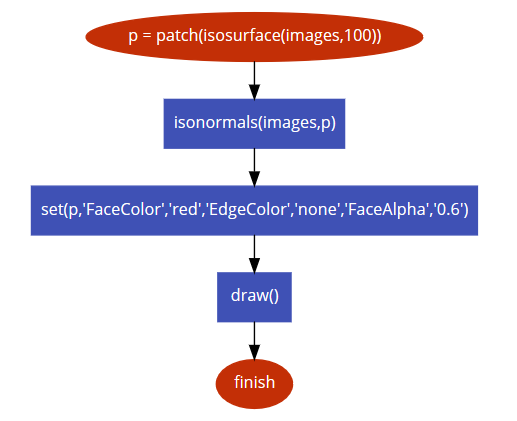 p = patch(isosurface(images,100))
isonormals(images,p)
set(p,'FaceColor','red','EdgeColor','none','FaceAlpha','0.6')
draw()
finish